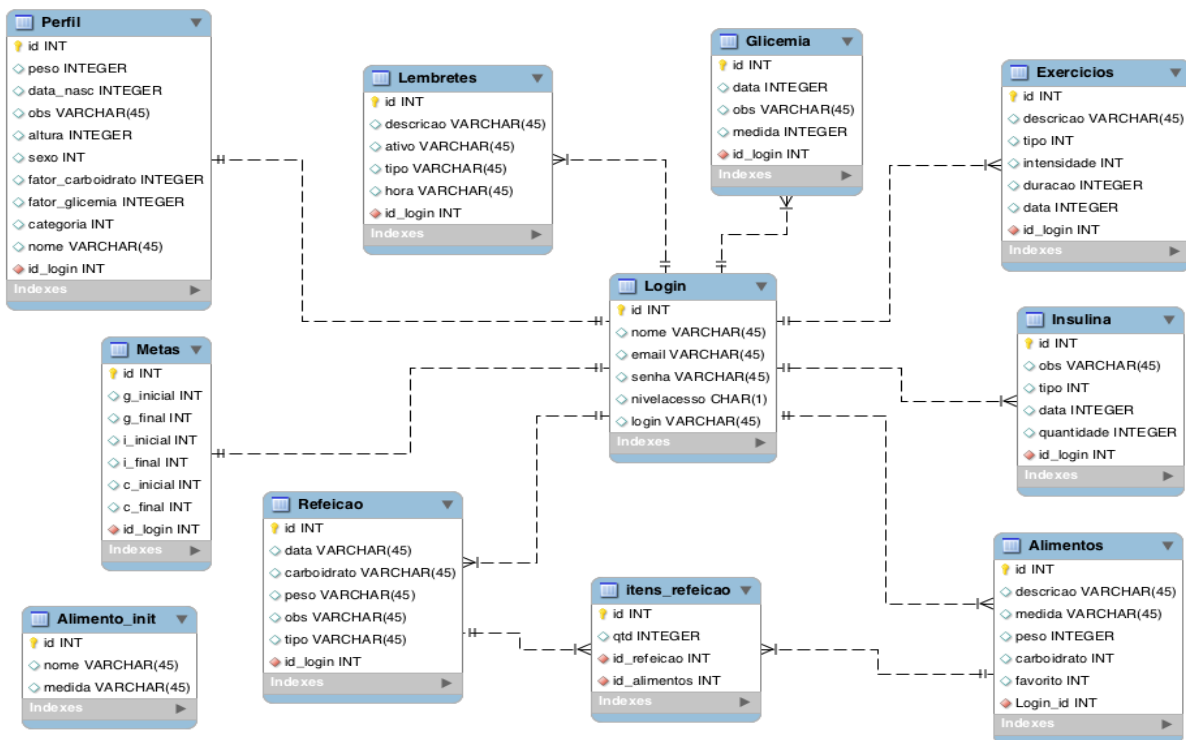 Perfil
id INT
peso INTEGER
data_nasc INTEGER
obs VARCHAR(45)
altura INTEGER
sexo INT
fator_carboidrato INTEGER
fator_glicemia INTEGER
categoria INT
nome VARCHAR(45)
id_login INT
Indexes
Lembretes
id INT
descricao VARCHAR(45)
ativo VARCHAR(45)
tipo VARCHAR(45)
hora VARCHAR(45)
id_login INT
Indexes
Glicemia
id INT
data INTEGER
obs VARCHAR(45)
medida INTEGER
id_login INT
Indexes
Exercicios
id INT
descricao VARCHAR(45)
tipo INT
intensidade INT
duracao INTEGER
data INTEGER
id_login INT
Indexes
Login
id INT
nome VARCHAR(45)
email VARCHAR(45)
senha VARCHAR(45)
nivelacesso CHAR(1)
login VARCHAR(45)
Indexes
Insulina
id INT
obs VARCHAR(45)
tipo INT
data INTEGER
quantidade INTEGER
id_login INT
Indexes
Metas
id INT
g_inicial INT
g_final INT
i_inicial INT
i_final INT
c_inicial INT
c_final INT
id_login INT
Indexes
Refeicao
id INT
data VARCHAR(45)
carboidrato VARCHAR(45)
peso VARCHAR(45)
obs VARCHAR(45)
tipo VARCHAR(45)
id_login INT
Indexes
Alimentos
id INT
descricao VARCHAR(45)
medida VARCHAR(45)
peso INTEGER
carboidrato INT
favorito INT
Login_id INT
Indexes
itens_refeicao
id INT
qtd INTEGER
id_refeicao INT
id_alimentos INT
Indexes
Alimento_init
id INT
nome VARCHAR(45)
medida VARCHAR(45)
Indexes